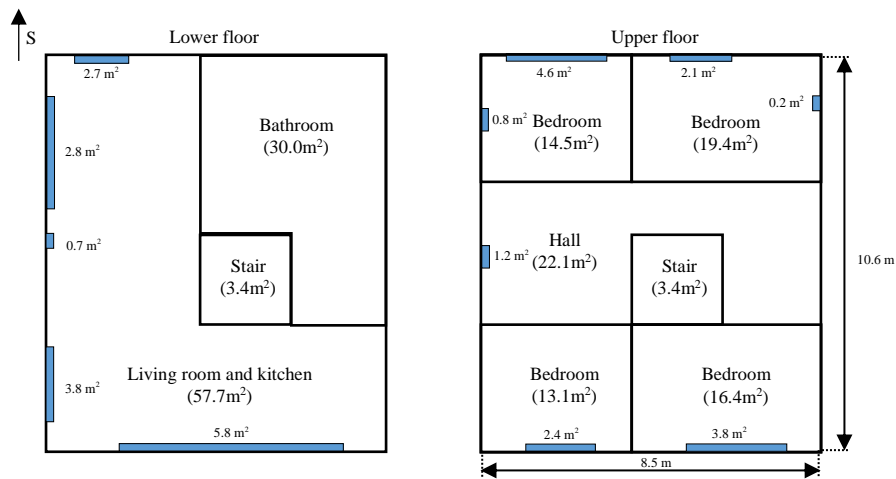 S
Lower floor
2.7 m²
2.8 m²
Bathroom
(30.0m²)
0.7 m²
Stair
(3.4m²)
3.8 m²
Living room and kitchen
(57.7m²)
5.8 m²
Upper floor
4.6 m²
2.1 m²
0.8 m²
0.2 m²
Bedroom
(14.5m²)
Bedroom
(19.4m²)
1.2 m²
Hall
(22.1m²)
Stair
(3.4m²)
10.6 m
Bedroom
(13.1m²)
Bedroom
(16.4m²)
2.4 m²
3.8 m²
8.5 m